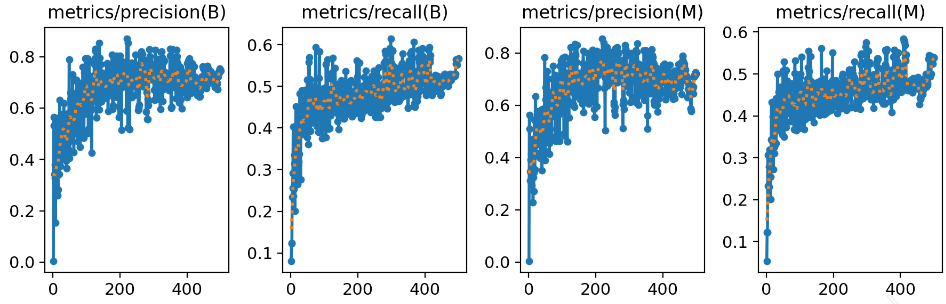 metrics/precision(B) metrics/recall(B) metrics/precision(M) metrics/recall(M)
0.8 0.6 0.8 0.6
0.5 0.5
0.6 0.6
0.4 0.4
0.4 0.4
0.3 0.3
0.2 0.2 0.2 0.2
0.1 0.1
0.0 0.0
0 200 400 0 200 400 0 200 400 0 200 400